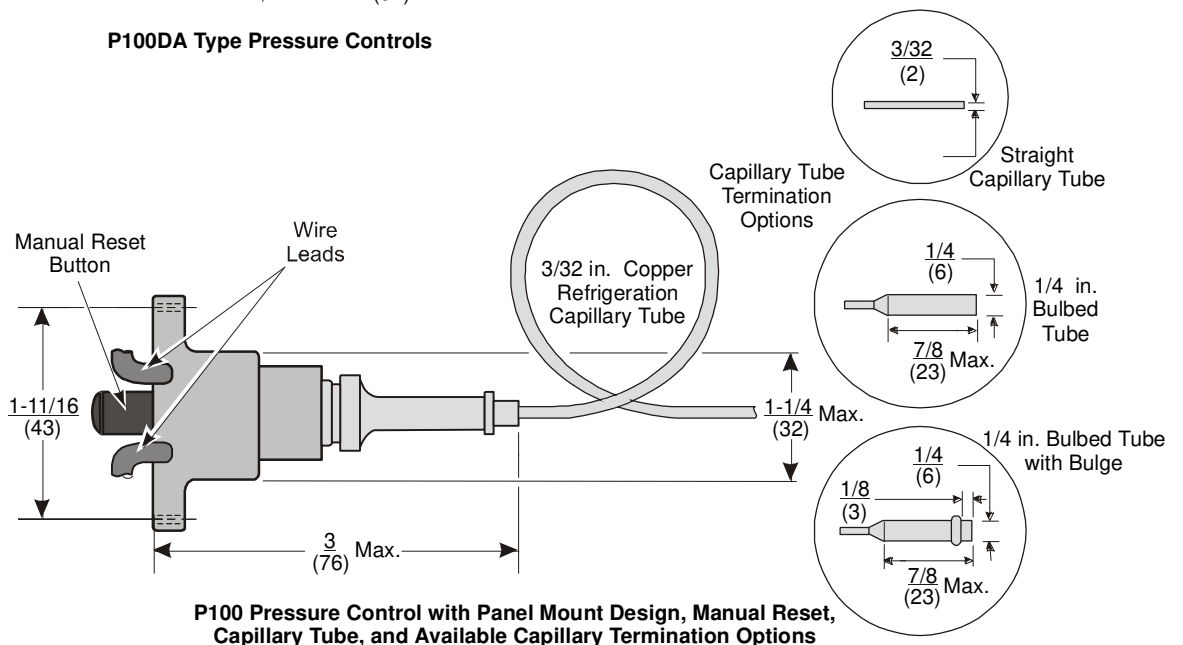 P100DA Type Pressure Controls
3/32
(2)
Straight
Capillary Tube
Capillary Tube
Termination
Options
Manual Reset
Button
Wire
Leads
3/32 in. Copper
Refrigeration
Capillary Tube
1/4
(6)
1/4 in.
Bulbed
Tube
7/8 Max.
(23)
1-11/16
(43)
1-1/4 Max.
(32)
1/4 in. Bulbed Tube
with Bulge
1/4
(6)
1/8
(3)
7/8 Max.
(23)
3 Max.
(76)
P100 Pressure Control with Panel Mount Design, Manual Reset,
Capillary Tube, and Available Capillary Termination Options